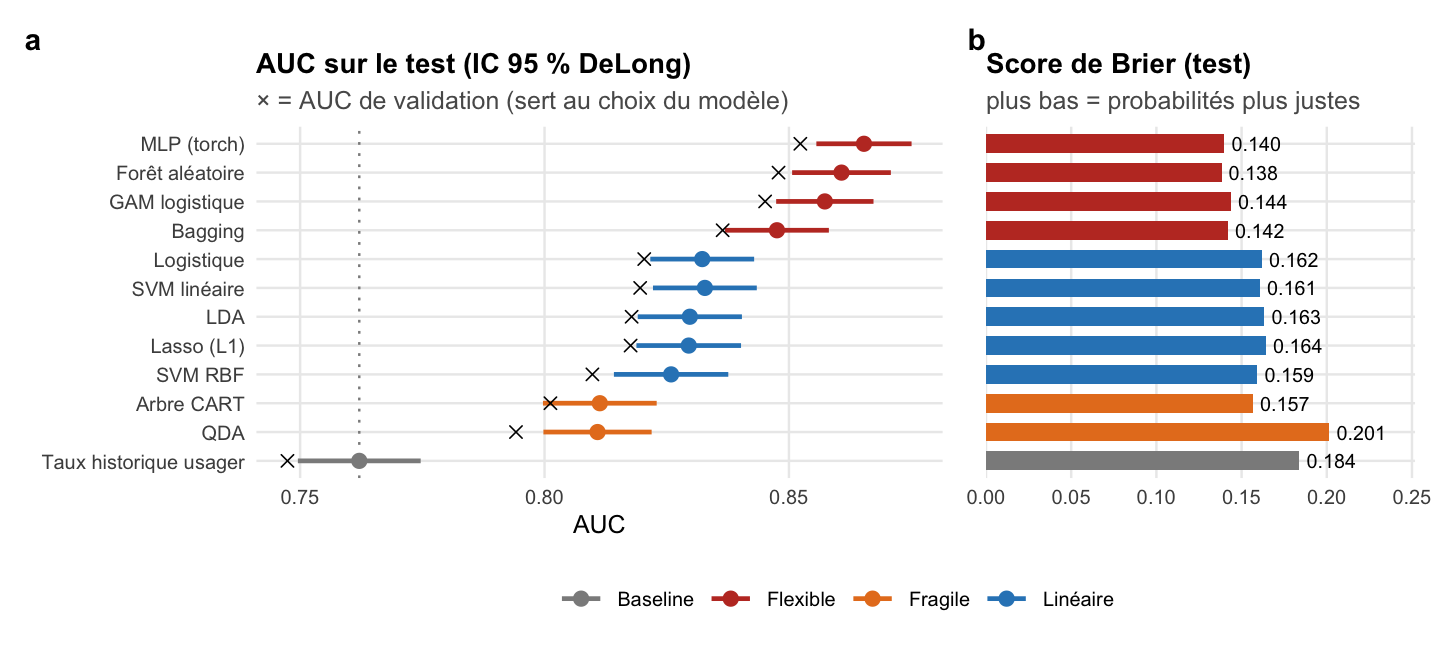 a
AUC sur le test (IC 95 % DeLong)
× = AUC de validation (sert au choix du modèle)
MLP (torch)
Forêt aléatoire
GAM logistique
Bagging
Logistique
SVM linéaire
LDA
Lasso (L1)
SVM RBF
Arbre CART
QDA
Taux historique usager
0.75 0.80 0.85
AUC
b
Score de Brier (test)
plus bas = probabilités plus justes
0.140
0.138
0.144
0.142
0.162
0.161
0.163
0.164
0.159
0.157
0.201
0.184
0.00 0.05 0.10 0.15 0.20 0.25
Baseline Flexible Fragile Linéaire